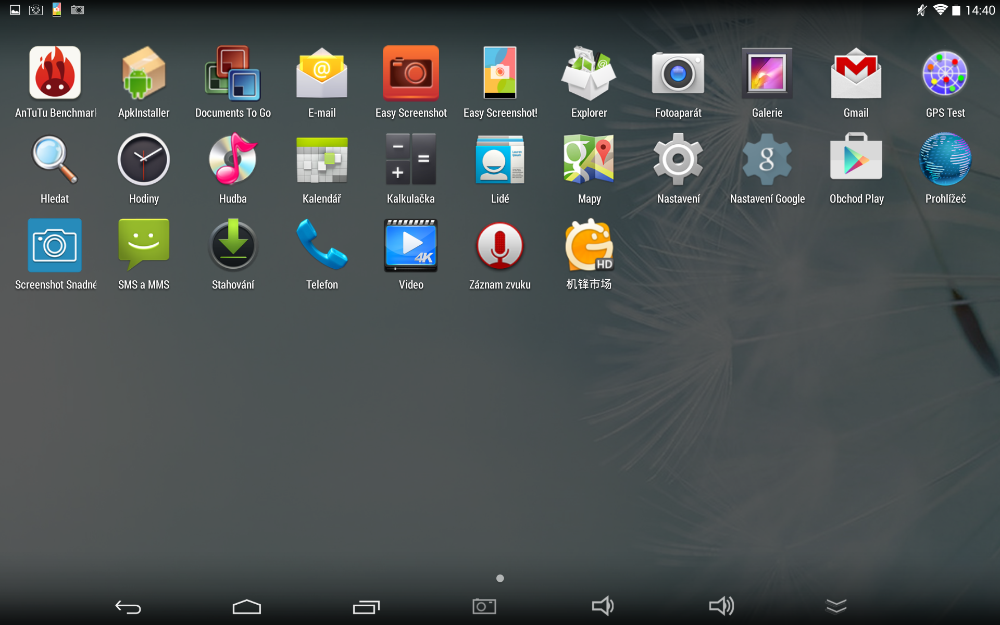 14:40
AnTuTu Benchmark
ApkInstaller
Documents To Go
E-mail
Easy Screenshot
Easy Screenshot!
Explorer
Fotoaparát
Galerie
Gmail
GPS Test
Hledat
Hodiny
Hudba
Kalendář
Kalkulačka
Lidé
Mapy
Nastavení
Nastavení Google
Obchod Play
Prohlížeč
4K
HD
Screenshot Snadné
SMS a MMS
Stahování
Telefon
Video
Záznam zvuku
机锋市场